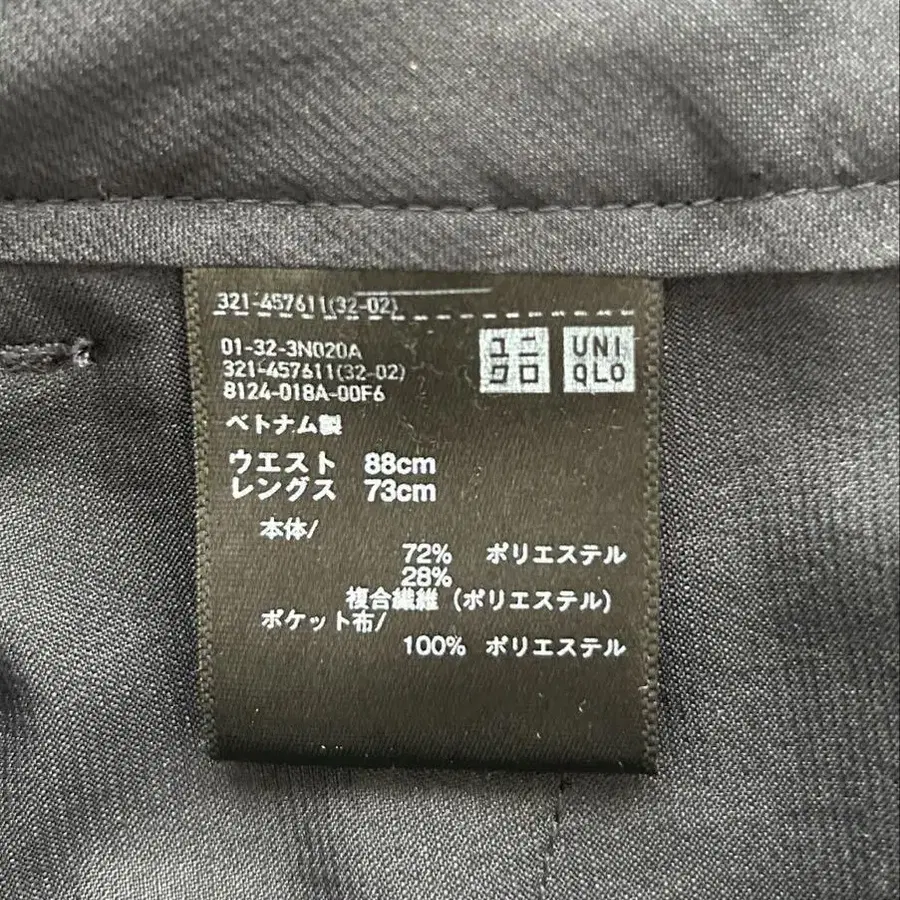 321-457611(32-02)
01-32-3N020A
321-457611(32-02)
8124-018A-00F6
ユニ
クロ
UNI
QLO
ベトナム製
ウエスト 88cm
レングス 73cm
本体/
72% ポリエステル
28%
複合繊維(ポリエステル)
ポケット布/
100% ポリエステル